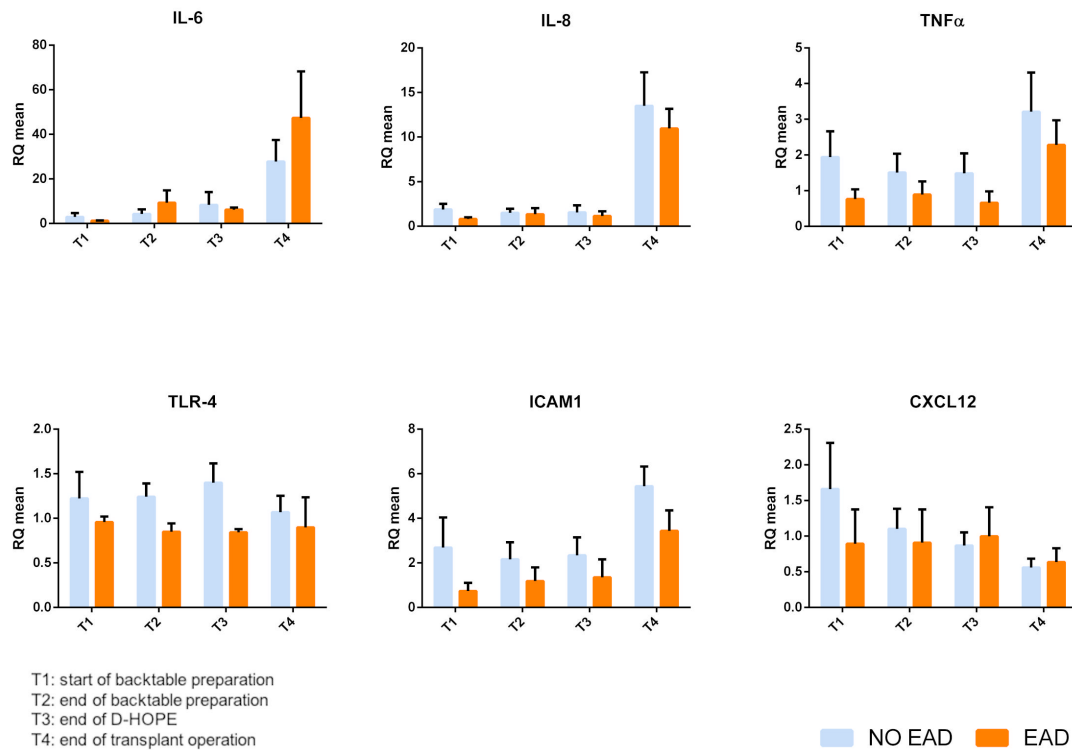 IL-6
80
60
40
20
0
RQ mean
T1
T2
T3
T4
IL-8
20
15
10
5
0
RQ mean
T1
T2
T3
T4
TNFα
5
4
3
2
1
0
RQ mean
T1
T2
T3
T4
TLR-4
2.0
1.5
1.0
0.5
0.0
RQ mean
T1
T2
T3
T4
ICAM1
8
6
4
2
0
RQ mean
T1
T2
T3
T4
CXCL12
2.5
2.0
1.5
1.0
0.5
0.0
RQ mean
T1
T2
T3
T4
T1: start of backtable preparation
T2: end of backtable preparation
T3: end of D-HOPE
T4: end of transplant operation
NO EAD EAD